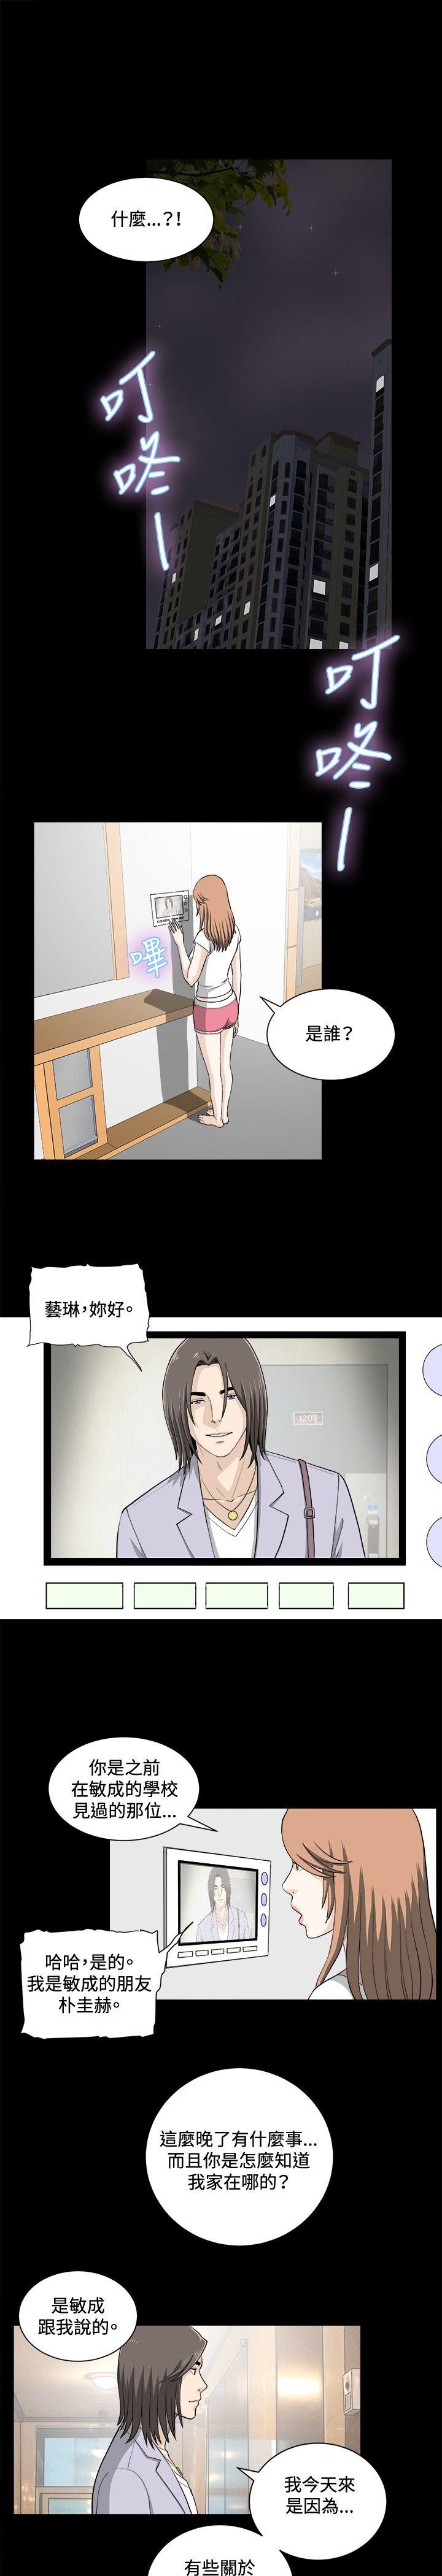 什麼...?!
叮咚—
叮咚—
嗶
是誰?
藝琳,妳好。
1203
你是之前
在敏成的學校
見過的那位...
哈哈,是的。
我是敏成的朋友
朴圭赫。
這麼晚了有什麼事...
而且你是怎麼知道
我家在哪的?
是敏成
跟我說的。
我今天來
是因為...
有些關於